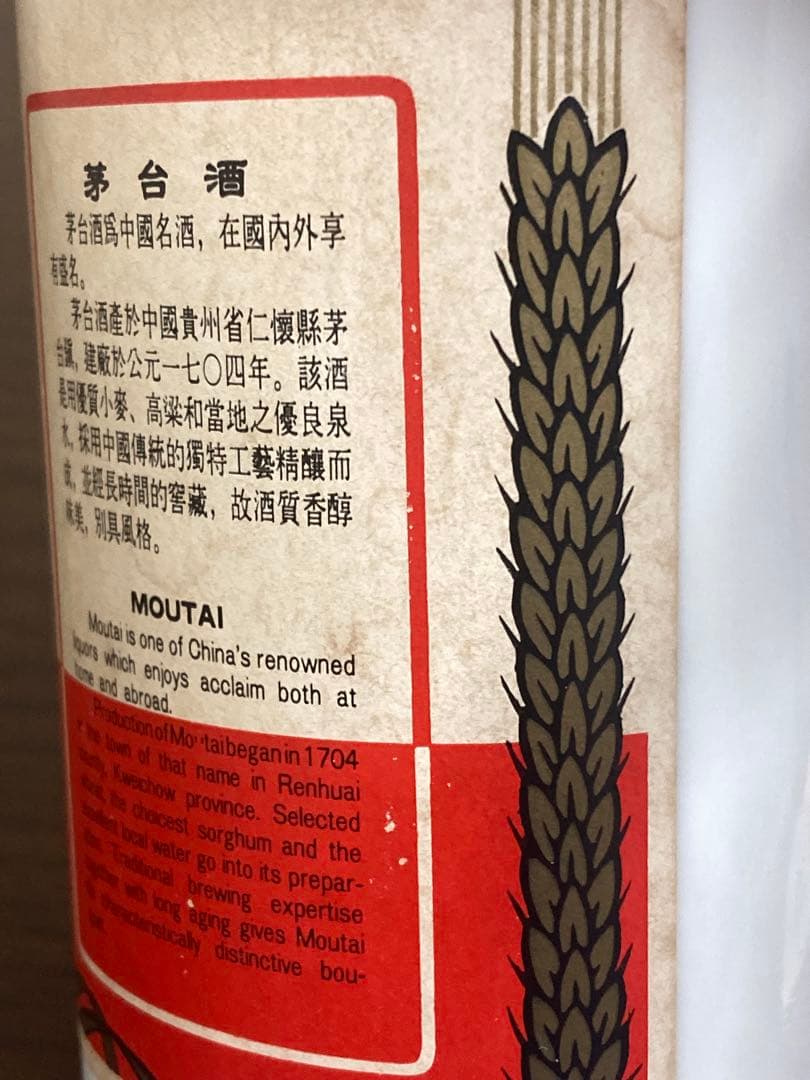 茅台酒
茅台酒爲中國名酒，在國內外享
有盛名。
茅台酒產於中國貴州省仁懷縣茅
台鎮，建廠於公元一七〇四年。該酒
是用優質小麥、高粱和當地之優良泉
水，採用中國傳統的獨特工藝精釀而
成，並經長時間的窖藏，故酒質香醇
味美，別具風格。
MOUTAI
Moutai is one of China's renowned
liquors which enjoys acclaim both at
home and abroad.
Production of Moutai began in 1704
the town of that name in Renhuai
county, Kweichow province. Selected
wheat, the choicest sorghum and the
excellent local water go into its prepar-
ation. Traditional brewing expertise
together with long aging gives Moutai
characteristically distinctive bou-
quet.